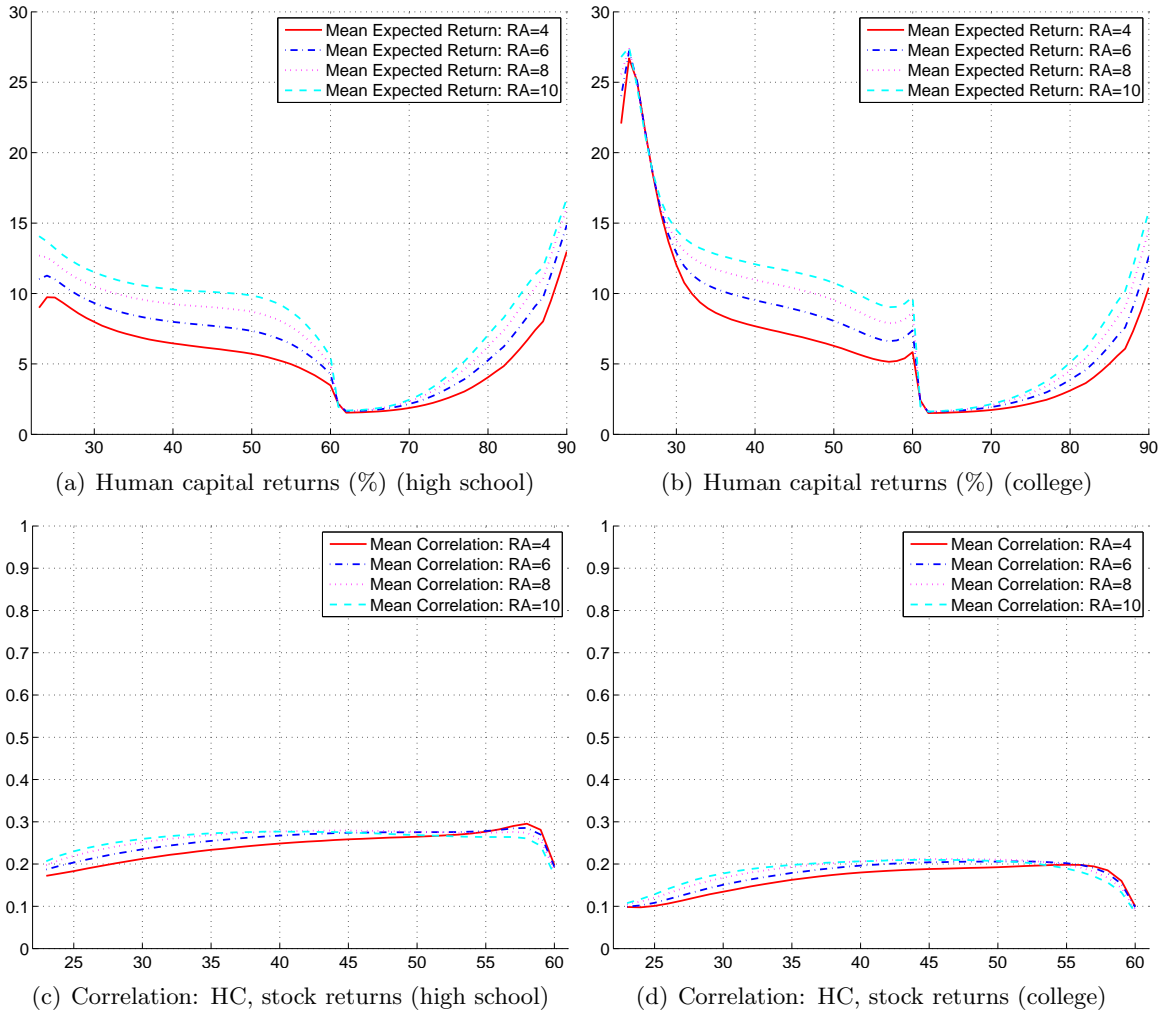 30
25
20
15
10
5
0
Mean Expected Return: RA=4
Mean Expected Return: RA=6
Mean Expected Return: RA=8
Mean Expected Return: RA=10
30 40 50 60 70 80 90
(a) Human capital returns (%) (high school)
30
25
20
15
10
5
0
Mean Expected Return: RA=4
Mean Expected Return: RA=6
Mean Expected Return: RA=8
Mean Expected Return: RA=10
30 40 50 60 70 80 90
(b) Human capital returns (%) (college)
1
0.9
0.8
0.7
0.6
0.5
0.4
0.3
0.2
0.1
0
Mean Correlation: RA=4
Mean Correlation: RA=6
Mean Correlation: RA=8
Mean Correlation: RA=10
25 30 35 40 45 50 55 60
(c) Correlation: HC, stock returns (high school)
1
0.9
0.8
0.7
0.6
0.5
0.4
0.3
0.2
0.1
0
Mean Correlation: RA=4
Mean Correlation: RA=6
Mean Correlation: RA=8
Mean Correlation: RA=10
25 30 35 40 45 50 55 60
(d) Correlation: HC, stock returns (college)